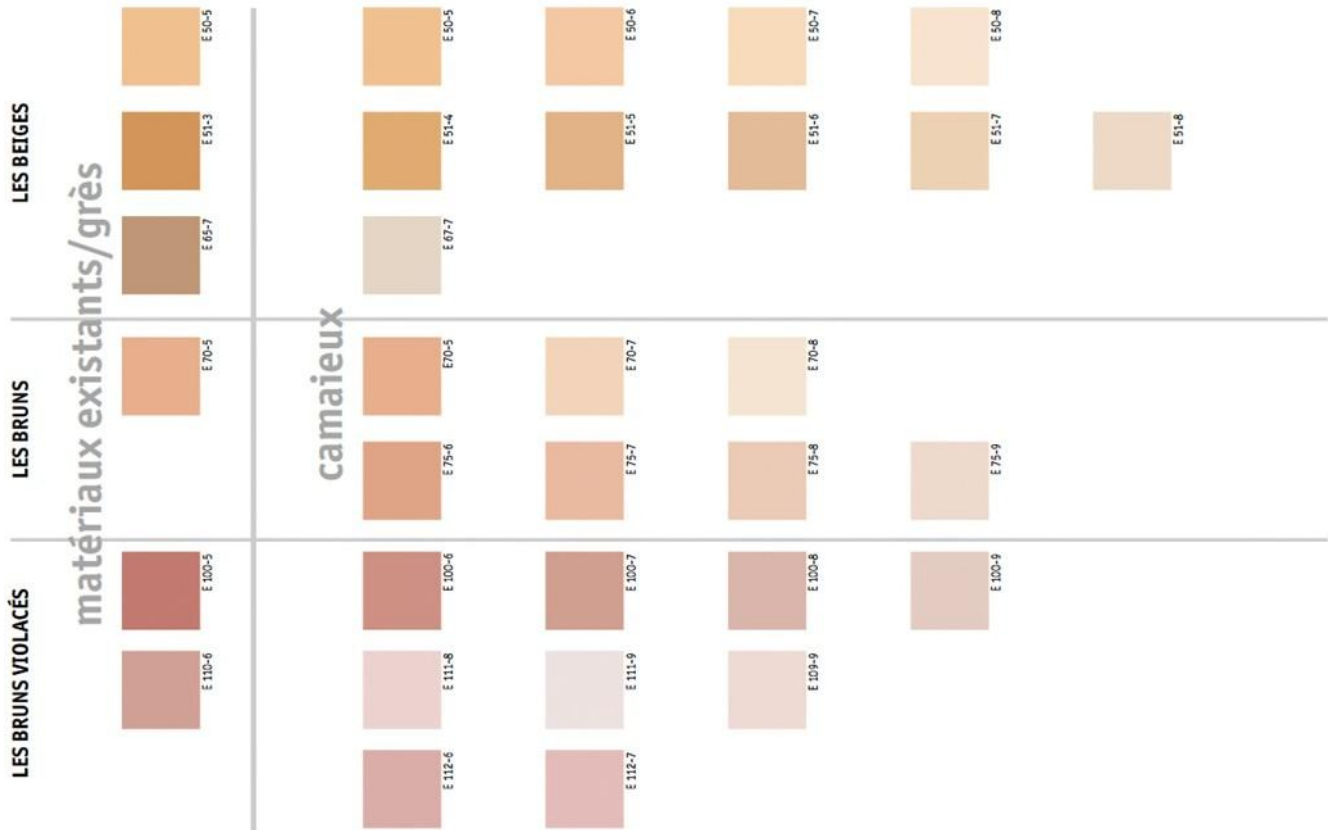 LES BEIGES
matériaux existants/grès
camaieux
E 50-5
E 50-5
E 50-6
E 50-7
E 50-8
E 51-3
E 51-4
E 51-5
E 51-6
E 51-7
E 51-8
E 65-7
E 67-7
LES BRUNS
E 70-5
E70-5
E 70-7
E 70-8
E 75-6
E 75-7
E 75-8
E 75-9
LES BRUNS VIOLACÉS
E 100-5
E 100-6
E 100-7
E 100-8
E 100-9
E 110-6
E 111-8
E 111-9
E 109-9
E 112-6
E 112-7